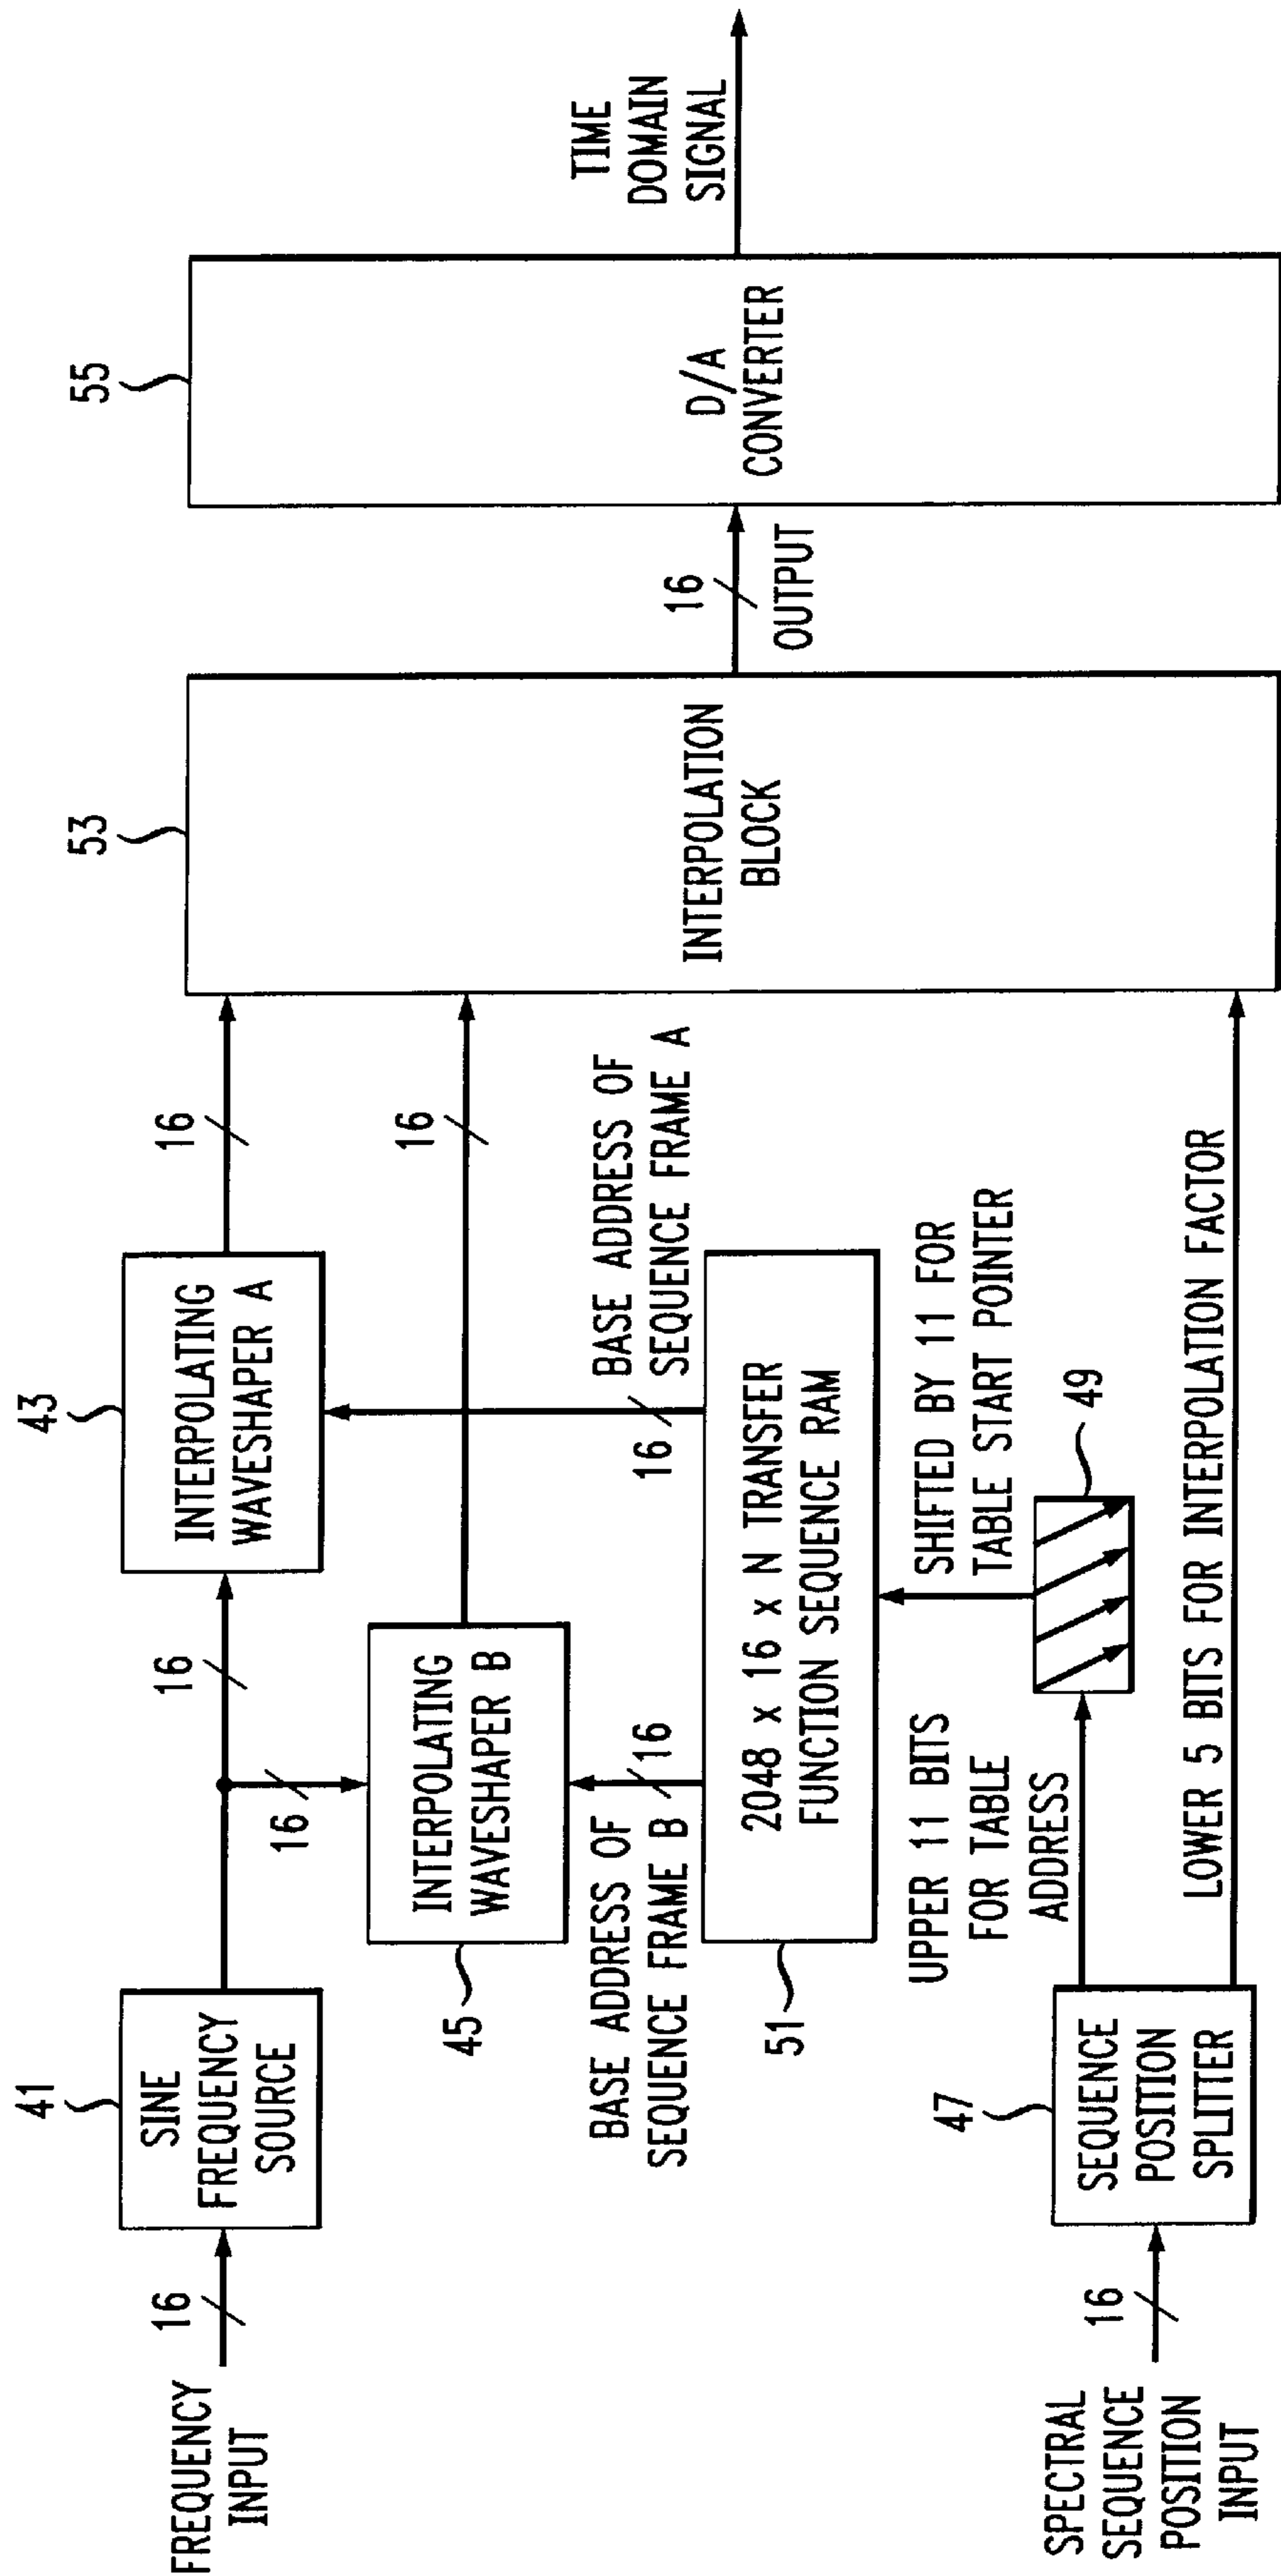 FREQUENCY
INPUT
16
41
SINE
FREQUENCY
SOURCE
16
16
43
INTERPOLATING
WAVESHAPER A
16
45
INTERPOLATING
WAVESHAPER B
16
BASE ADDRESS OF
SEQUENCE FRAME B
16
BASE ADDRESS OF
SEQUENCE FRAME A
16
51
2048 x 16 x N TRANSFER
FUNCTION SEQUENCE RAM
UPPER 11 BITS
FOR TABLE
ADDRESS
SHIFTED BY 11 FOR
TABLE START POINTER
49
SPECTRAL
SEQUENCE
POSITION
INPUT
16
47
SEQUENCE
POSITION
SPLITTER
LOWER 5 BITS FOR INTERPOLATION FACTOR
53
INTERPOLATION
BLOCK
16
OUTPUT
55
D/A
CONVERTER
TIME
DOMAIN
SIGNAL